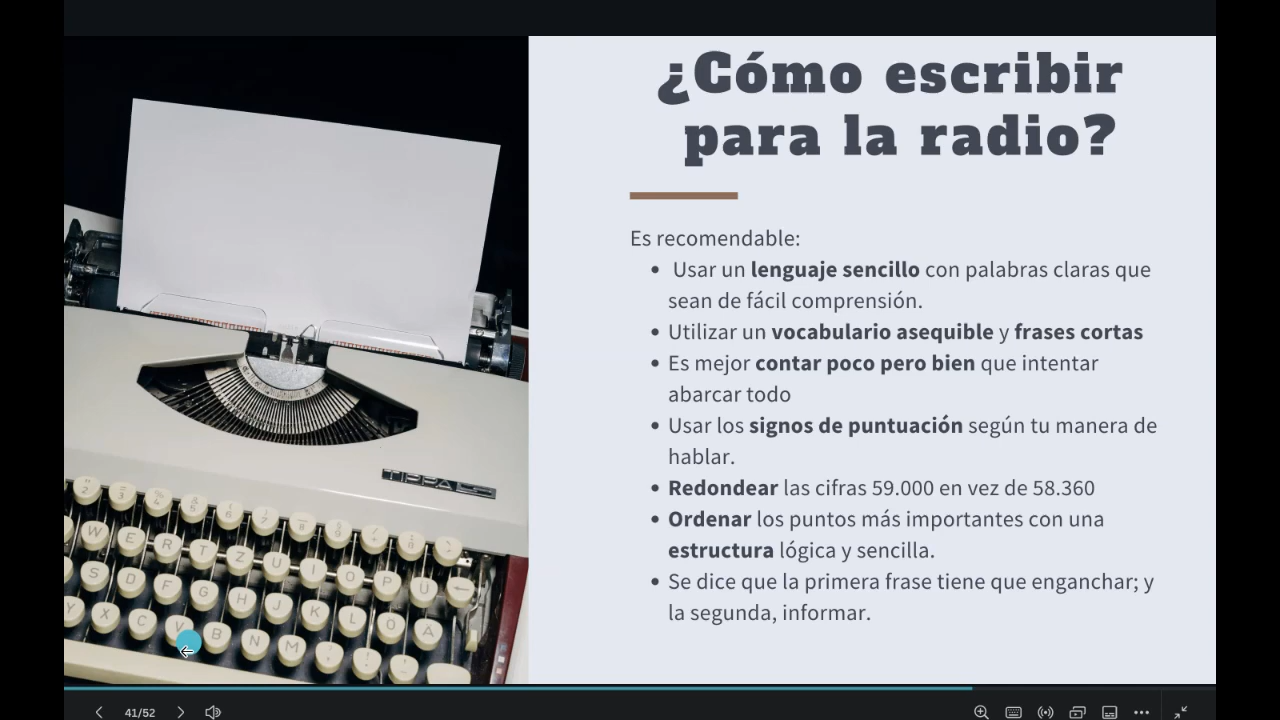 ¿Cómo escribir
para la radio?
Es recomendable:
• Usar un lenguaje sencillo con palabras claras que
sean de fácil comprensión.
• Utilizar un vocabulario asequible y frases cortas
• Es mejor contar poco pero bien que intentar
abarcar todo
• Usar los signos de puntuación según tu manera de
hablar.
• Redondear las cifras 59.000 en vez de 58.360
• Ordenar los puntos más importantes con una
estructura lógica y sencilla.
• Se dice que la primera frase tiene que enganchar; y
la segunda, informar.
TIPPA S
W E R T Z U I O P Ü
S D F G H J K L Ö Ä
Y X C V B N M
41/52